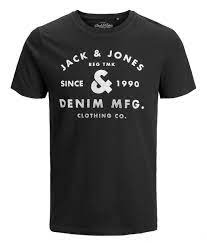 JACK & JONES
REG TMK
SINCE & 1990
DENIM MFG.
CLOTHING CO.